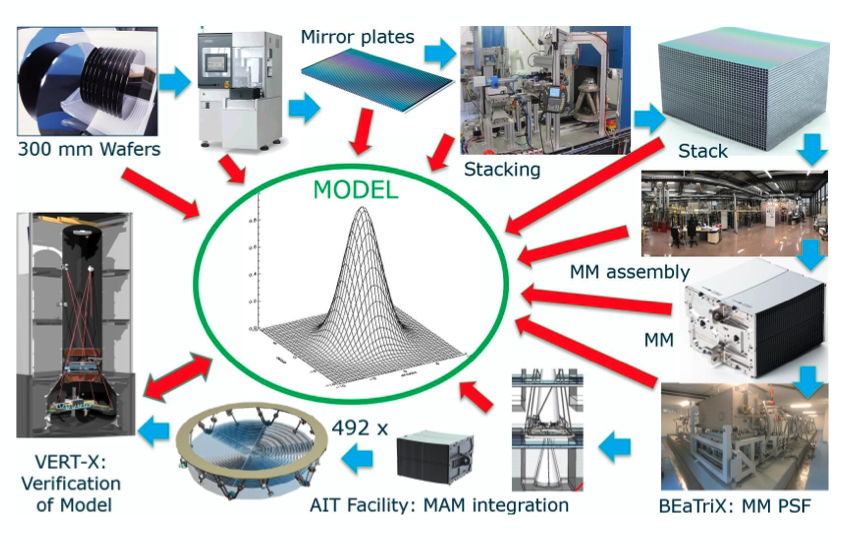 Mirror plates
300 mm Wafers
Stacking
Stack
MODEL
MM assembly
MM
492 x
VERT-X:
Verification
of Model
AIT Facility: MAM integration
BEaTriX: MM PSF